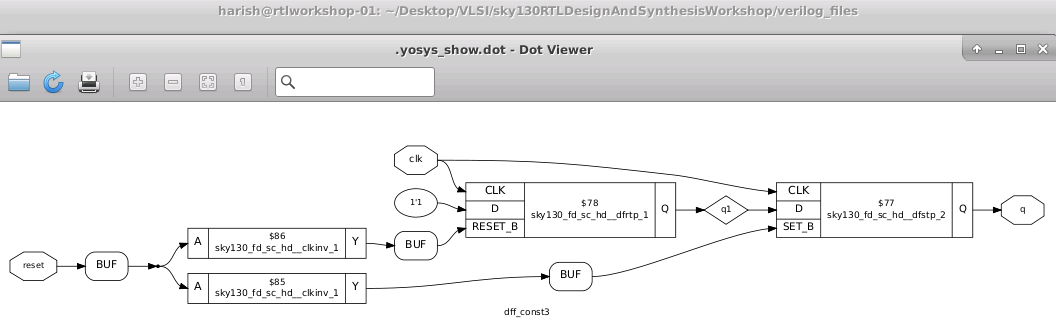 harish@rtlworkshop-01: ~/Desktop/VLSI/sky130RTLDesignAndSynthesisWorkshop/verilog_files
.yosys_show.dot - Dot Viewer
clk
1'1
CLK
D
RESET_B
$78
sky130_fd_sc_hd__dfrtp_1
Q
q1
CLK
D
SET_B
$77
sky130_fd_sc_hd__dfstp_2
Q
q
reset
BUF
A
$86
sky130_fd_sc_hd__clkinv_1
Y
BUF
A
$85
sky130_fd_sc_hd__clkinv_1
Y
BUF
dff_const3